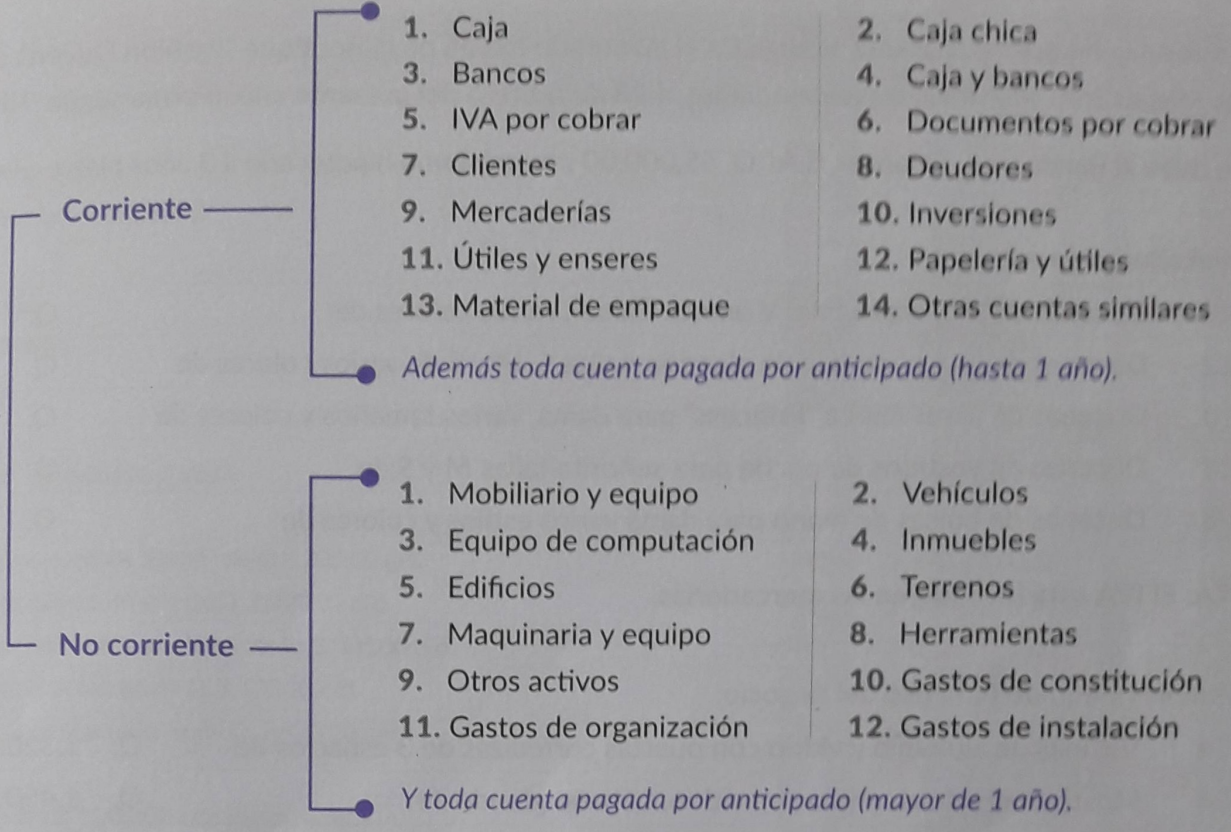 Corriente
1. Caja 2. Caja chica
3. Bancos 4. Caja y bancos
5. IVA por cobrar 6. Documentos por cobrar
7. Clientes 8. Deudores
9. Mercaderías 10. Inversiones
11. Útiles y enseres 12. Papelería y útiles
13. Material de empaque 14. Otras cuentas similares
Además toda cuenta pagada por anticipado (hasta 1 año).
No corriente
1. Mobiliario y equipo 2. Vehículos
3. Equipo de computación 4. Inmuebles
5. Edificios 6. Terrenos
7. Maquinaria y equipo 8. Herramientas
9. Otros activos 10. Gastos de constitución
11. Gastos de organización 12. Gastos de instalación
Y toda cuenta pagada por anticipado (mayor de 1 año).